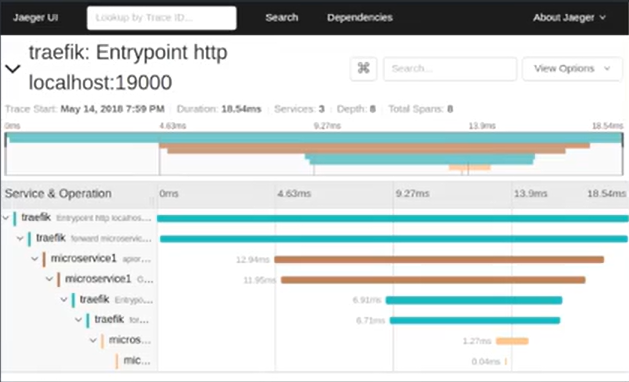 Jaeger UI Lookup by Trace ID... Search Dependencies About Jaeger
traefik: Entrypoint http
localhost:19000
Search... View Options
Trace Start: May 14, 2018 7:59 PM Duration: 18.54ms Services: 3 Depth: 8 Total Spans: 8
0ms 4.63ms 9.27ms 13.9ms 18.54ms
Service & Operation 0ms 4.63ms 9.27ms 13.9ms 18.54ms
traefik Entrypoint http localhos...
traefik forward microservic...
microservice1 12.94ms
microservice1 G... 11.95ms
traefik Entrypo... 6.91ms
traefik for... 6.71ms
micros... 1.27ms
mic... 0.04ms